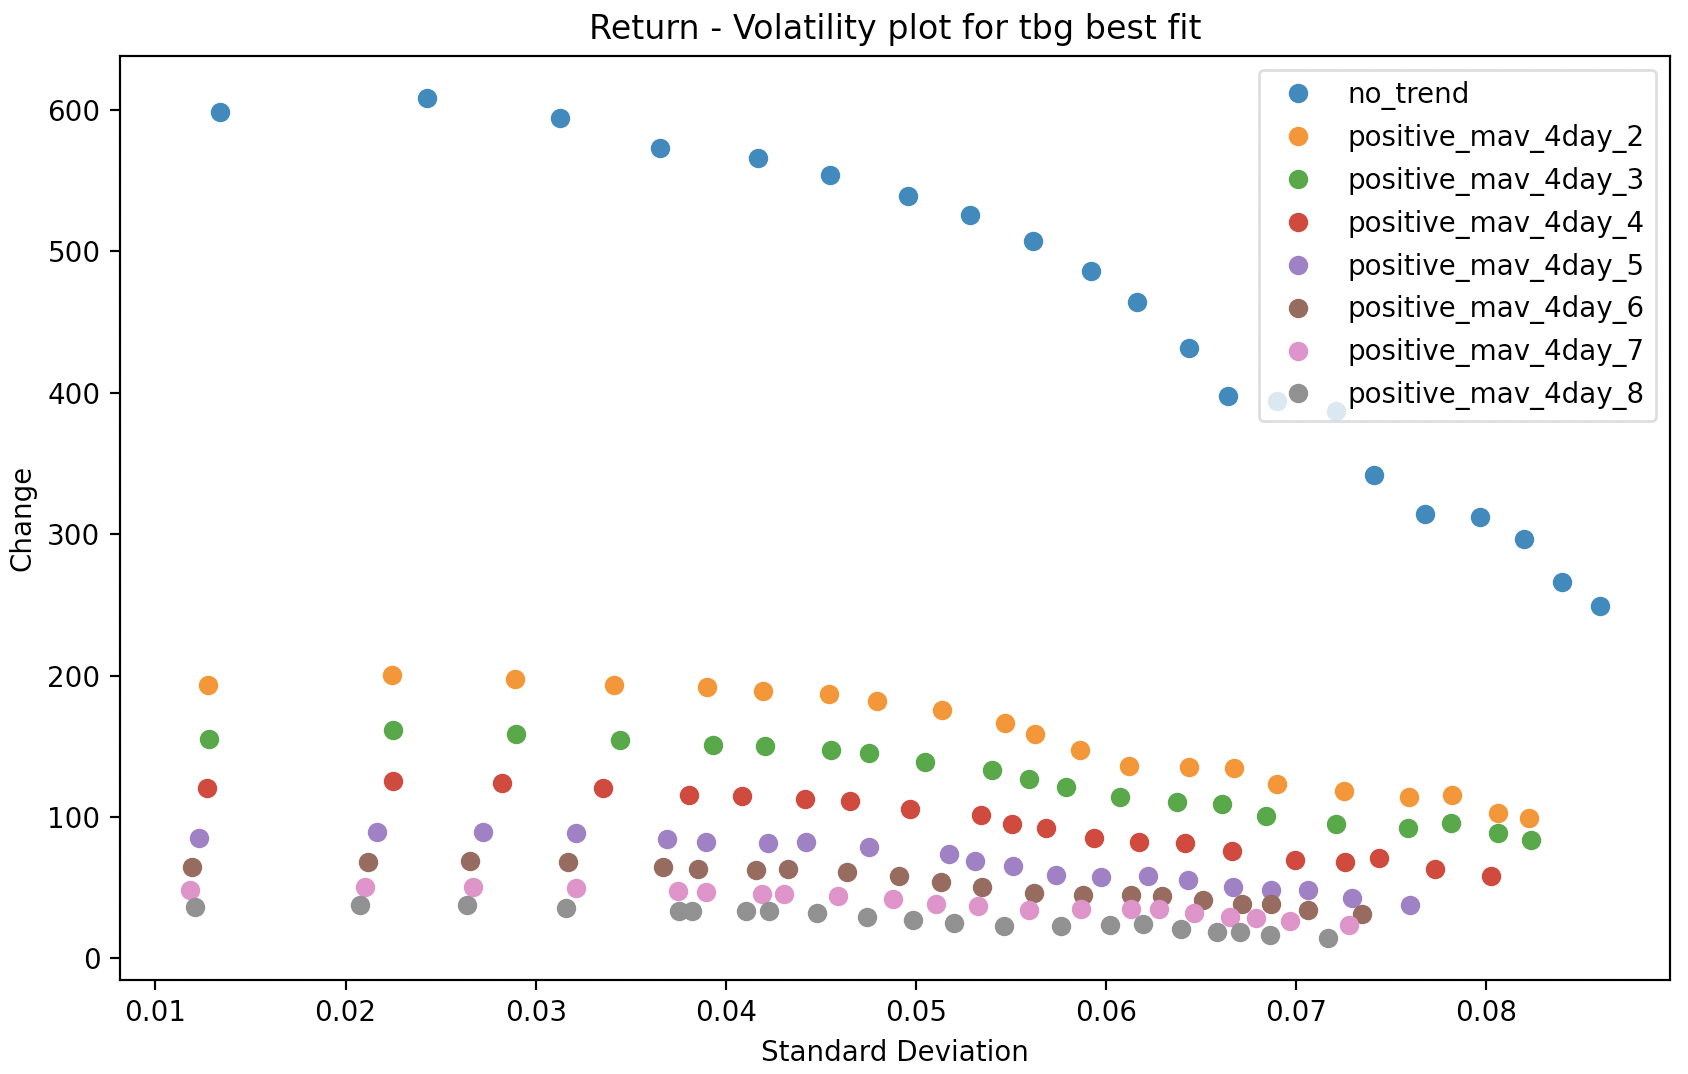 Return - Volatility plot for tbg best fit
600
500
400
300
200
100
0
Change
no_trend
positive_mav_4day_2
positive_mav_4day_3
positive_mav_4day_4
positive_mav_4day_5
positive_mav_4day_6
positive_mav_4day_7
positive_mav_4day_8
0.01 0.02 0.03 0.04 0.05 0.06 0.07 0.08
Standard Deviation